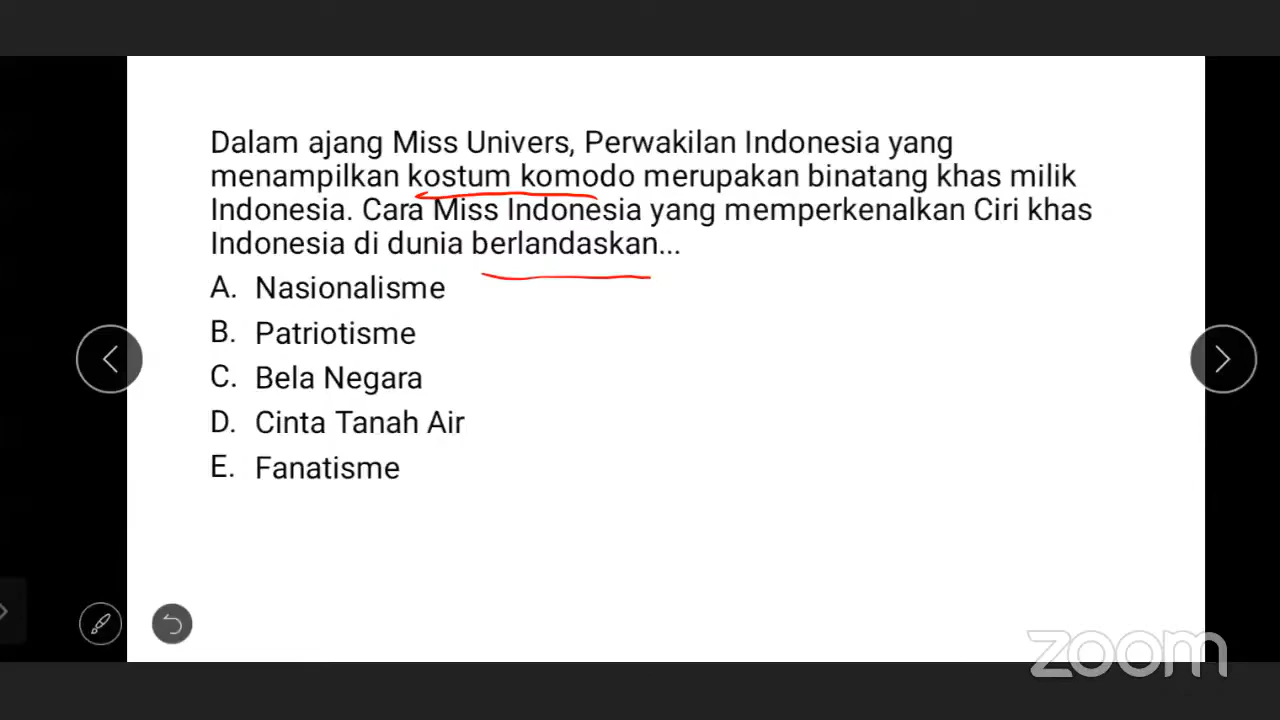 Dalam ajang Miss Univers, Perwakilan Indonesia yang
menampilkan kostum komodo merupakan binatang khas milik
Indonesia. Cara Miss Indonesia yang memperkenalkan Ciri khas
Indonesia di dunia berlandaskan...
A. Nasionalisme
B. Patriotisme
C. Bela Negara
D. Cinta Tanah Air
E. Fanatisme
zoom